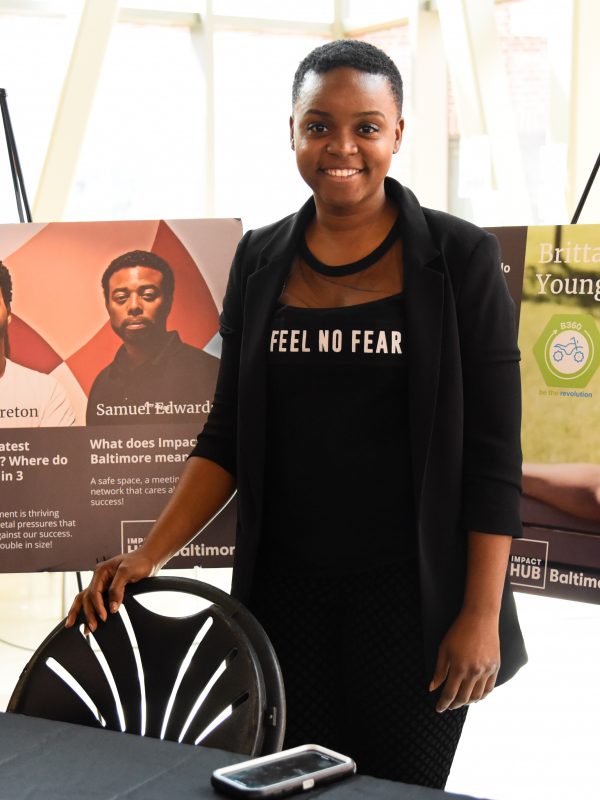 FEEL NO FEAR
reton
Samuel Edward
atest
? Where do
in 3
ment is thriving
etal pressures that
gainst our success.
ouble in size!
What does Impac
Baltimore mean
A safe space, a meetin
network that cares a
success!
IMPACT
HUB Baltimore
Britta
Young
B360
be the revolution
IMPACT
HUB Baltimo